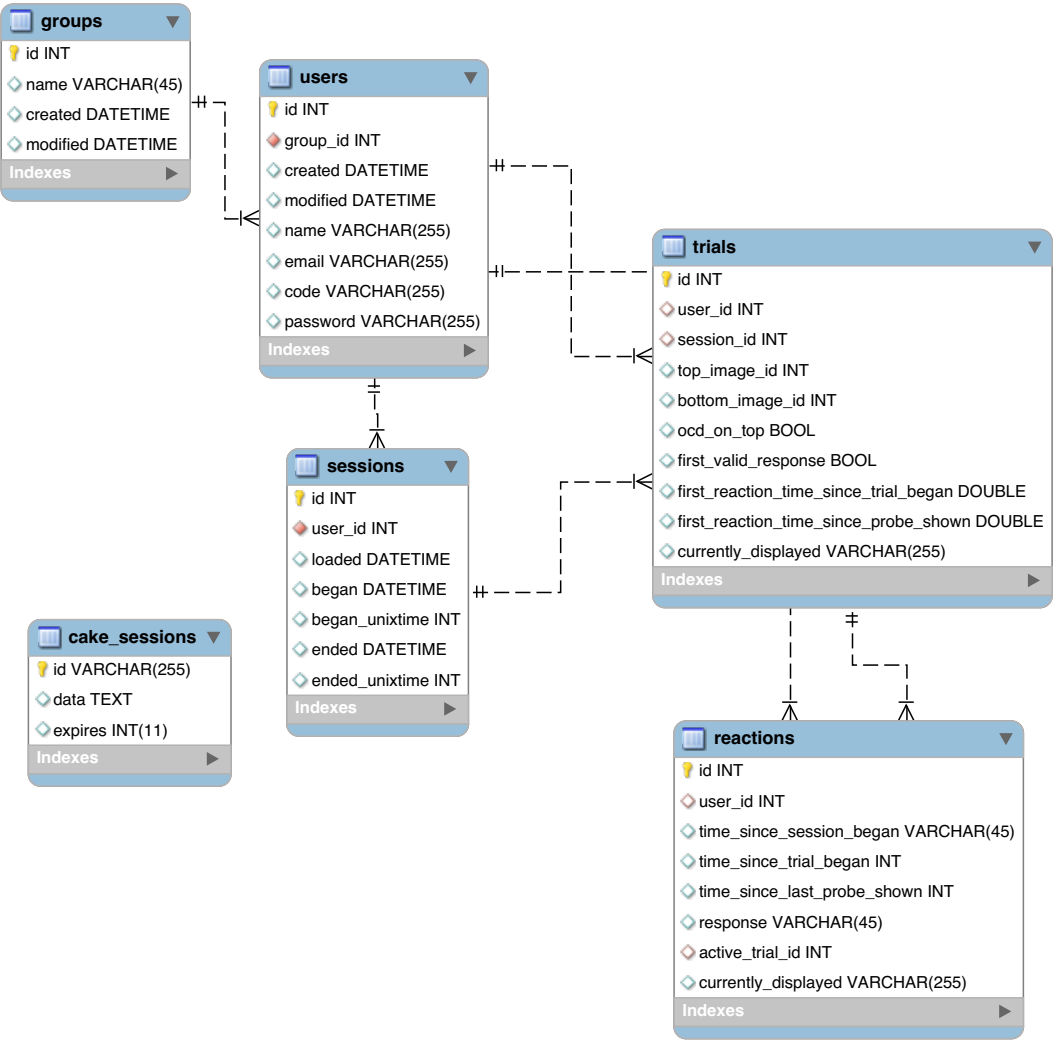 groups
id INT
name VARCHAR(45)
created DATETIME
modified DATETIME
Indexes
users
id INT
group_id INT
created DATETIME
modified DATETIME
name VARCHAR(255)
email VARCHAR(255)
code VARCHAR(255)
password VARCHAR(255)
Indexes
trials
id INT
user_id INT
session_id INT
top_image_id INT
bottom_image_id INT
ocd_on_top BOOL
first_valid_response BOOL
first_reaction_time_since_trial_began DOUBLE
first_reaction_time_since_probe_shown DOUBLE
currently_displayed VARCHAR(255)
Indexes
sessions
id INT
user_id INT
loaded DATETIME
began DATETIME
began_unixtime INT
ended DATETIME
ended_unixtime INT
Indexes
cake_sessions
id VARCHAR(255)
data TEXT
expires INT(11)
Indexes
reactions
id INT
user_id INT
time_since_session_began VARCHAR(45)
time_since_trial_began INT
time_since_last_probe_shown INT
response VARCHAR(45)
active_trial_id INT
currently_displayed VARCHAR(255)
Indexes